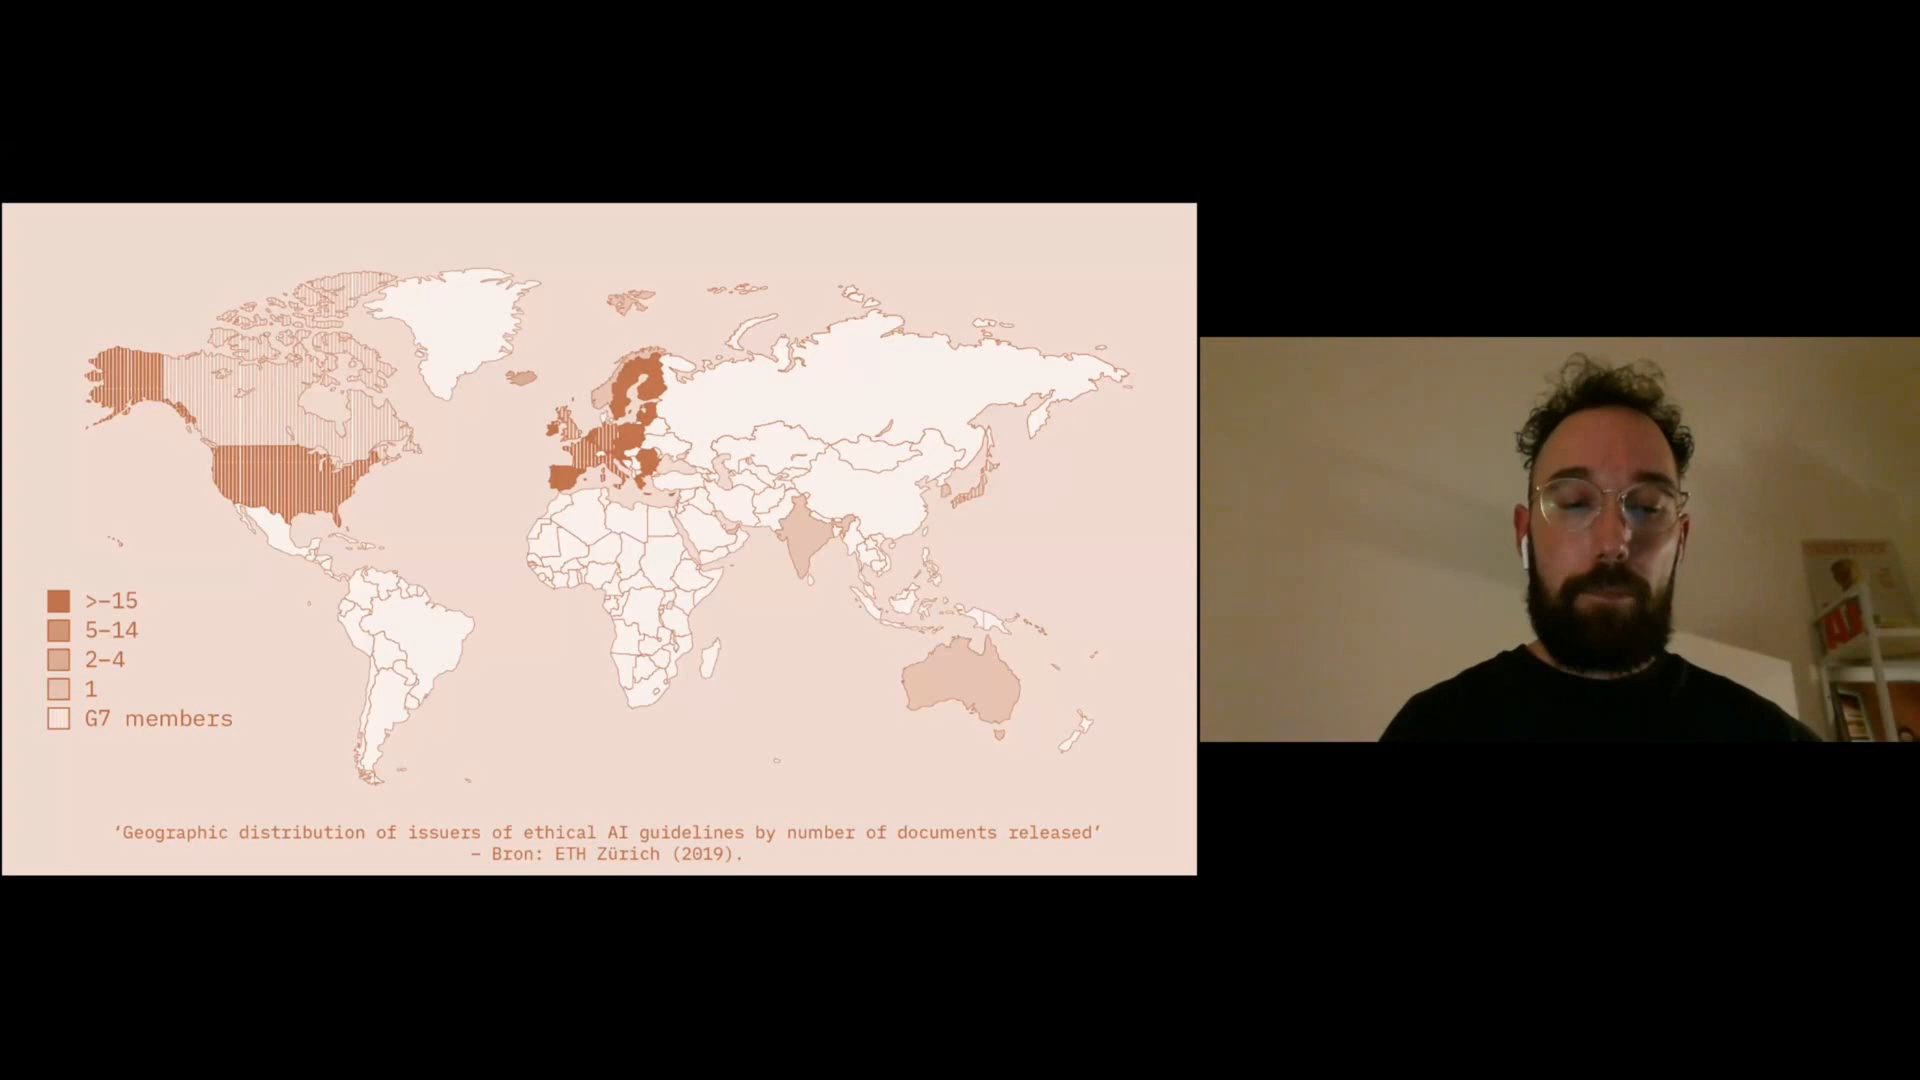 >–15
5–14
2–4
1
G7 members
‘Geographic distribution of issuers of ethical AI guidelines by number of documents released’
– Bron: ETH Zürich (2019).